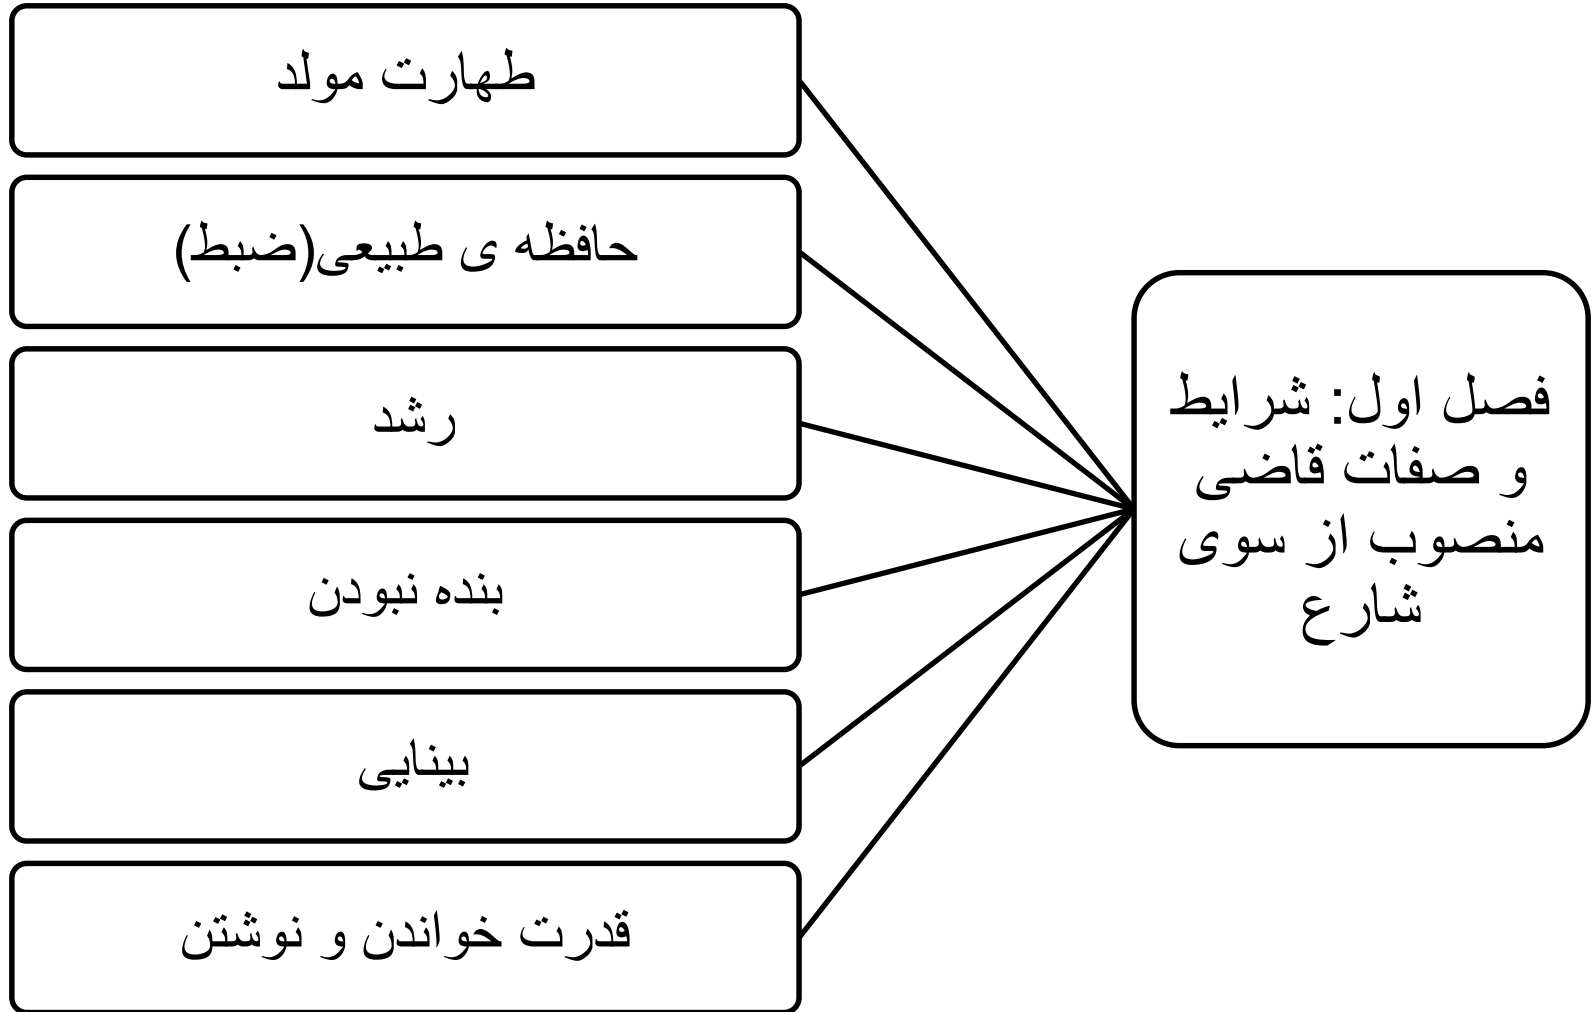 فصل اول: شرایط
و صفات قاضی
منصوب از سوی
شارع
طهارت مولد
حافظه ی طبیعی(ضبط)
رشد
بنده نبودن
بینایی
قدرت خواندن و نوشتن